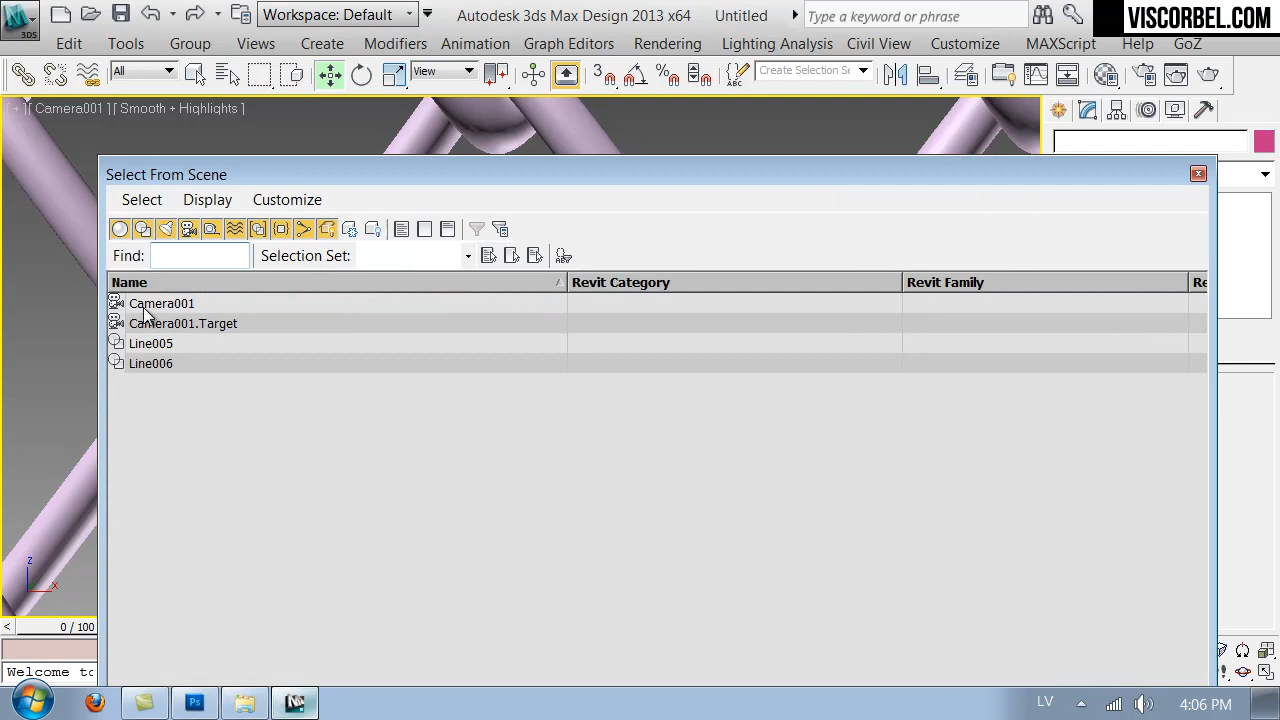 Workspace: Default
Autodesk 3ds Max Design 2013 x64
Untitled
Type a keyword or phrase
VISCORBEL.COM
3DS
Edit Tools Group Views Create Modifiers Animation Graph Editors Rendering Lighting Analysis Civil View Customize MAXScript Help GoZ
All
View
3
Create Selection Se
[ + ][ Camera001 ][ Smooth + Highlights ]
Select From Scene
Select Display Customize
Find:
Selection Set:
Name Revit Category Revit Family Re
Camera001
Camera001.Target
Line005
Line006
z
x
< 0 / 100
Welcome to
Ps
LV
4:06 PM